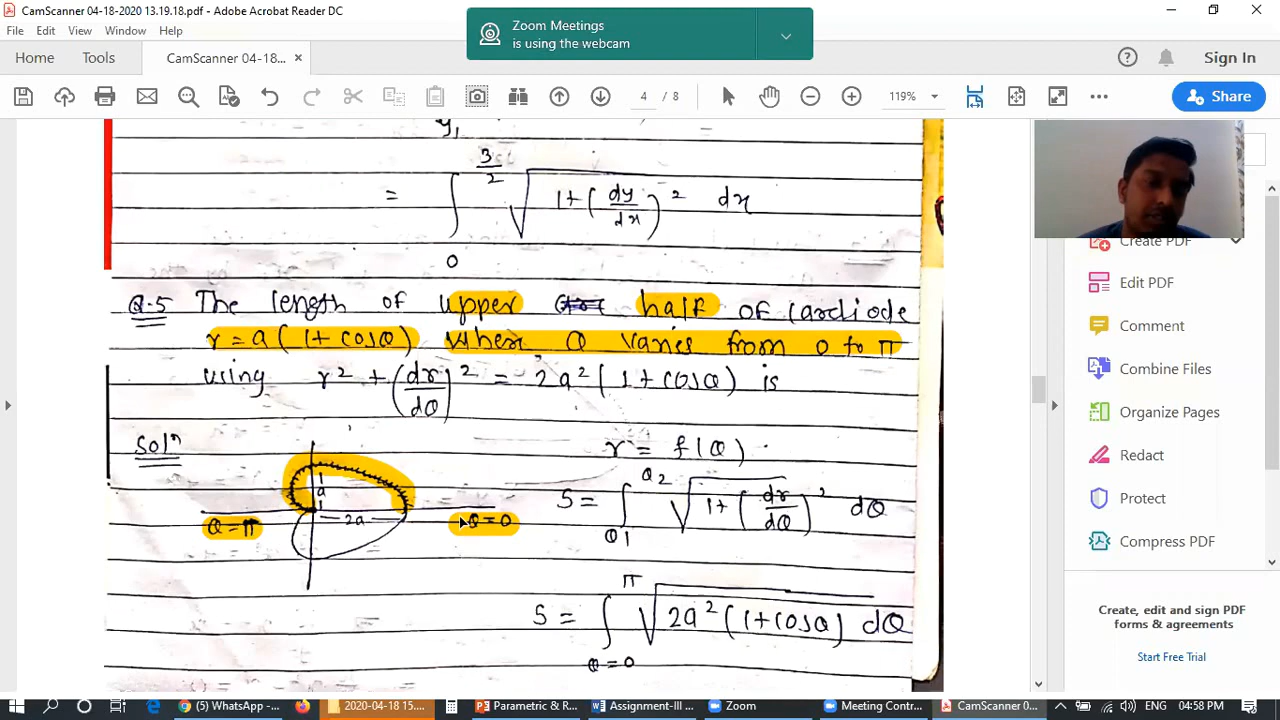 CamScanner 04-18-2020 13.19.18.pdf - Adobe Acrobat Reader DC
Zoom Meetings
is using the webcam
File Edit View Window Help
Home Tools CamScanner 04-18... × Sign In
4 / 8 119% Share
y₁
= ∫₀^(3/2) √(1+(dy/dx)²) dx
Q.5 The length of upper half of Cardiode
r = a(1+cosθ) when θ varies from 0 to π
using r² + (dr/dθ)² = 2a²(1+cosθ) is
Solⁿ r = f(θ).
a
2a
θ=π θ=0
S = ∫_θ1^θ2 √(1+(dr/dθ)²) dθ
S = ∫_θ=0^π √(2a²(1+cosθ) dθ
Create PDF
Edit PDF
Comment
Combine Files
Organize Pages
Redact
Protect
Compress PDF
Create, edit and sign PDF
forms & agreements
Start Free Trial
(5) WhatsApp -... 2020-04-18 15.... Parametric & R... Assignment-III ... Zoom Meeting Contr... CamScanner 04-... ENG 04:58 PM